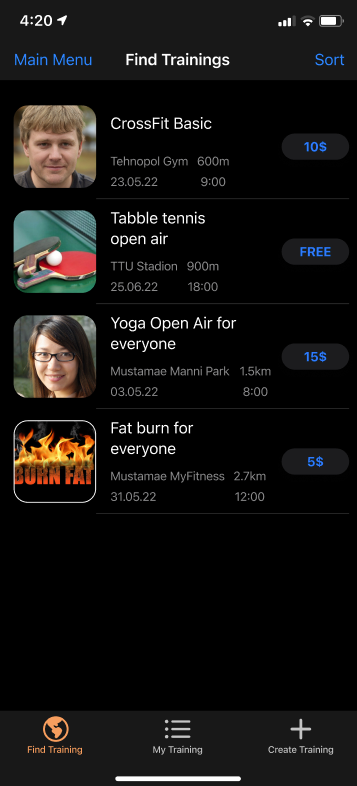 4:20
Main Menu Find Trainings Sort
CrossFit Basic
10$
Tehnopol Gym 600m
23.05.22 9:00
Tabble tennis
open air
FREE
TTU Stadion 900m
25.06.22 18:00
Yoga Open Air for
everyone
15$
Mustamae Manni Park 1.5km
03.05.22 8:00
Fat burn for
everyone
BURN FAT
5$
Mustamae MyFitness 2.7km
31.05.22 12:00
Find Training My Training Create Training